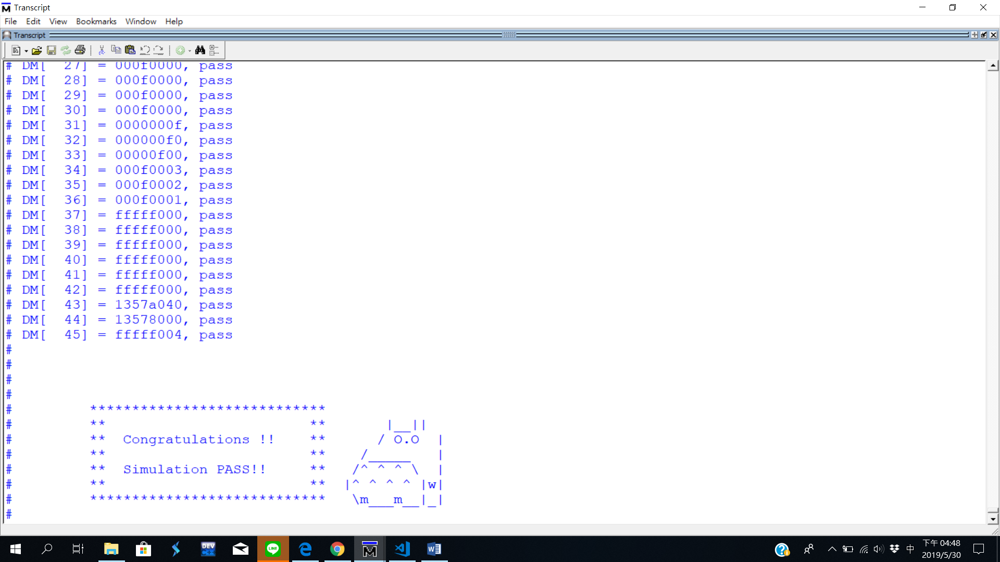 Transcript
File Edit View Bookmarks Window Help
Transcript
# DM[  27] = 000f0000, pass
# DM[  28] = 000f0000, pass
# DM[  29] = 000f0000, pass
# DM[  30] = 000f0000, pass
# DM[  31] = 0000000f, pass
# DM[  32] = 000000f0, pass
# DM[  33] = 00000f00, pass
# DM[  34] = 000f0003, pass
# DM[  35] = 000f0002, pass
# DM[  36] = 000f0001, pass
# DM[  37] = fffff000, pass
# DM[  38] = fffff000, pass
# DM[  39] = fffff000, pass
# DM[  40] = fffff000, pass
# DM[  41] = fffff000, pass
# DM[  42] = fffff000, pass
# DM[  43] = 1357a040, pass
# DM[  44] = 13578000, pass
# DM[  45] = fffff004, pass
#
#
#
#
#         ****************************
#         **                        **       |__||
#         **  Congratulations !!    **      / O.O  |
#         **                        **    /_____   |
#         **  Simulation PASS!!     **   /^ ^ ^ \  |
#         **                        **  |^ ^ ^ ^ |w|
#         ****************************   \m___m__|_|
#
DEV C++
LINE
中
下午 04:48
2019/5/30